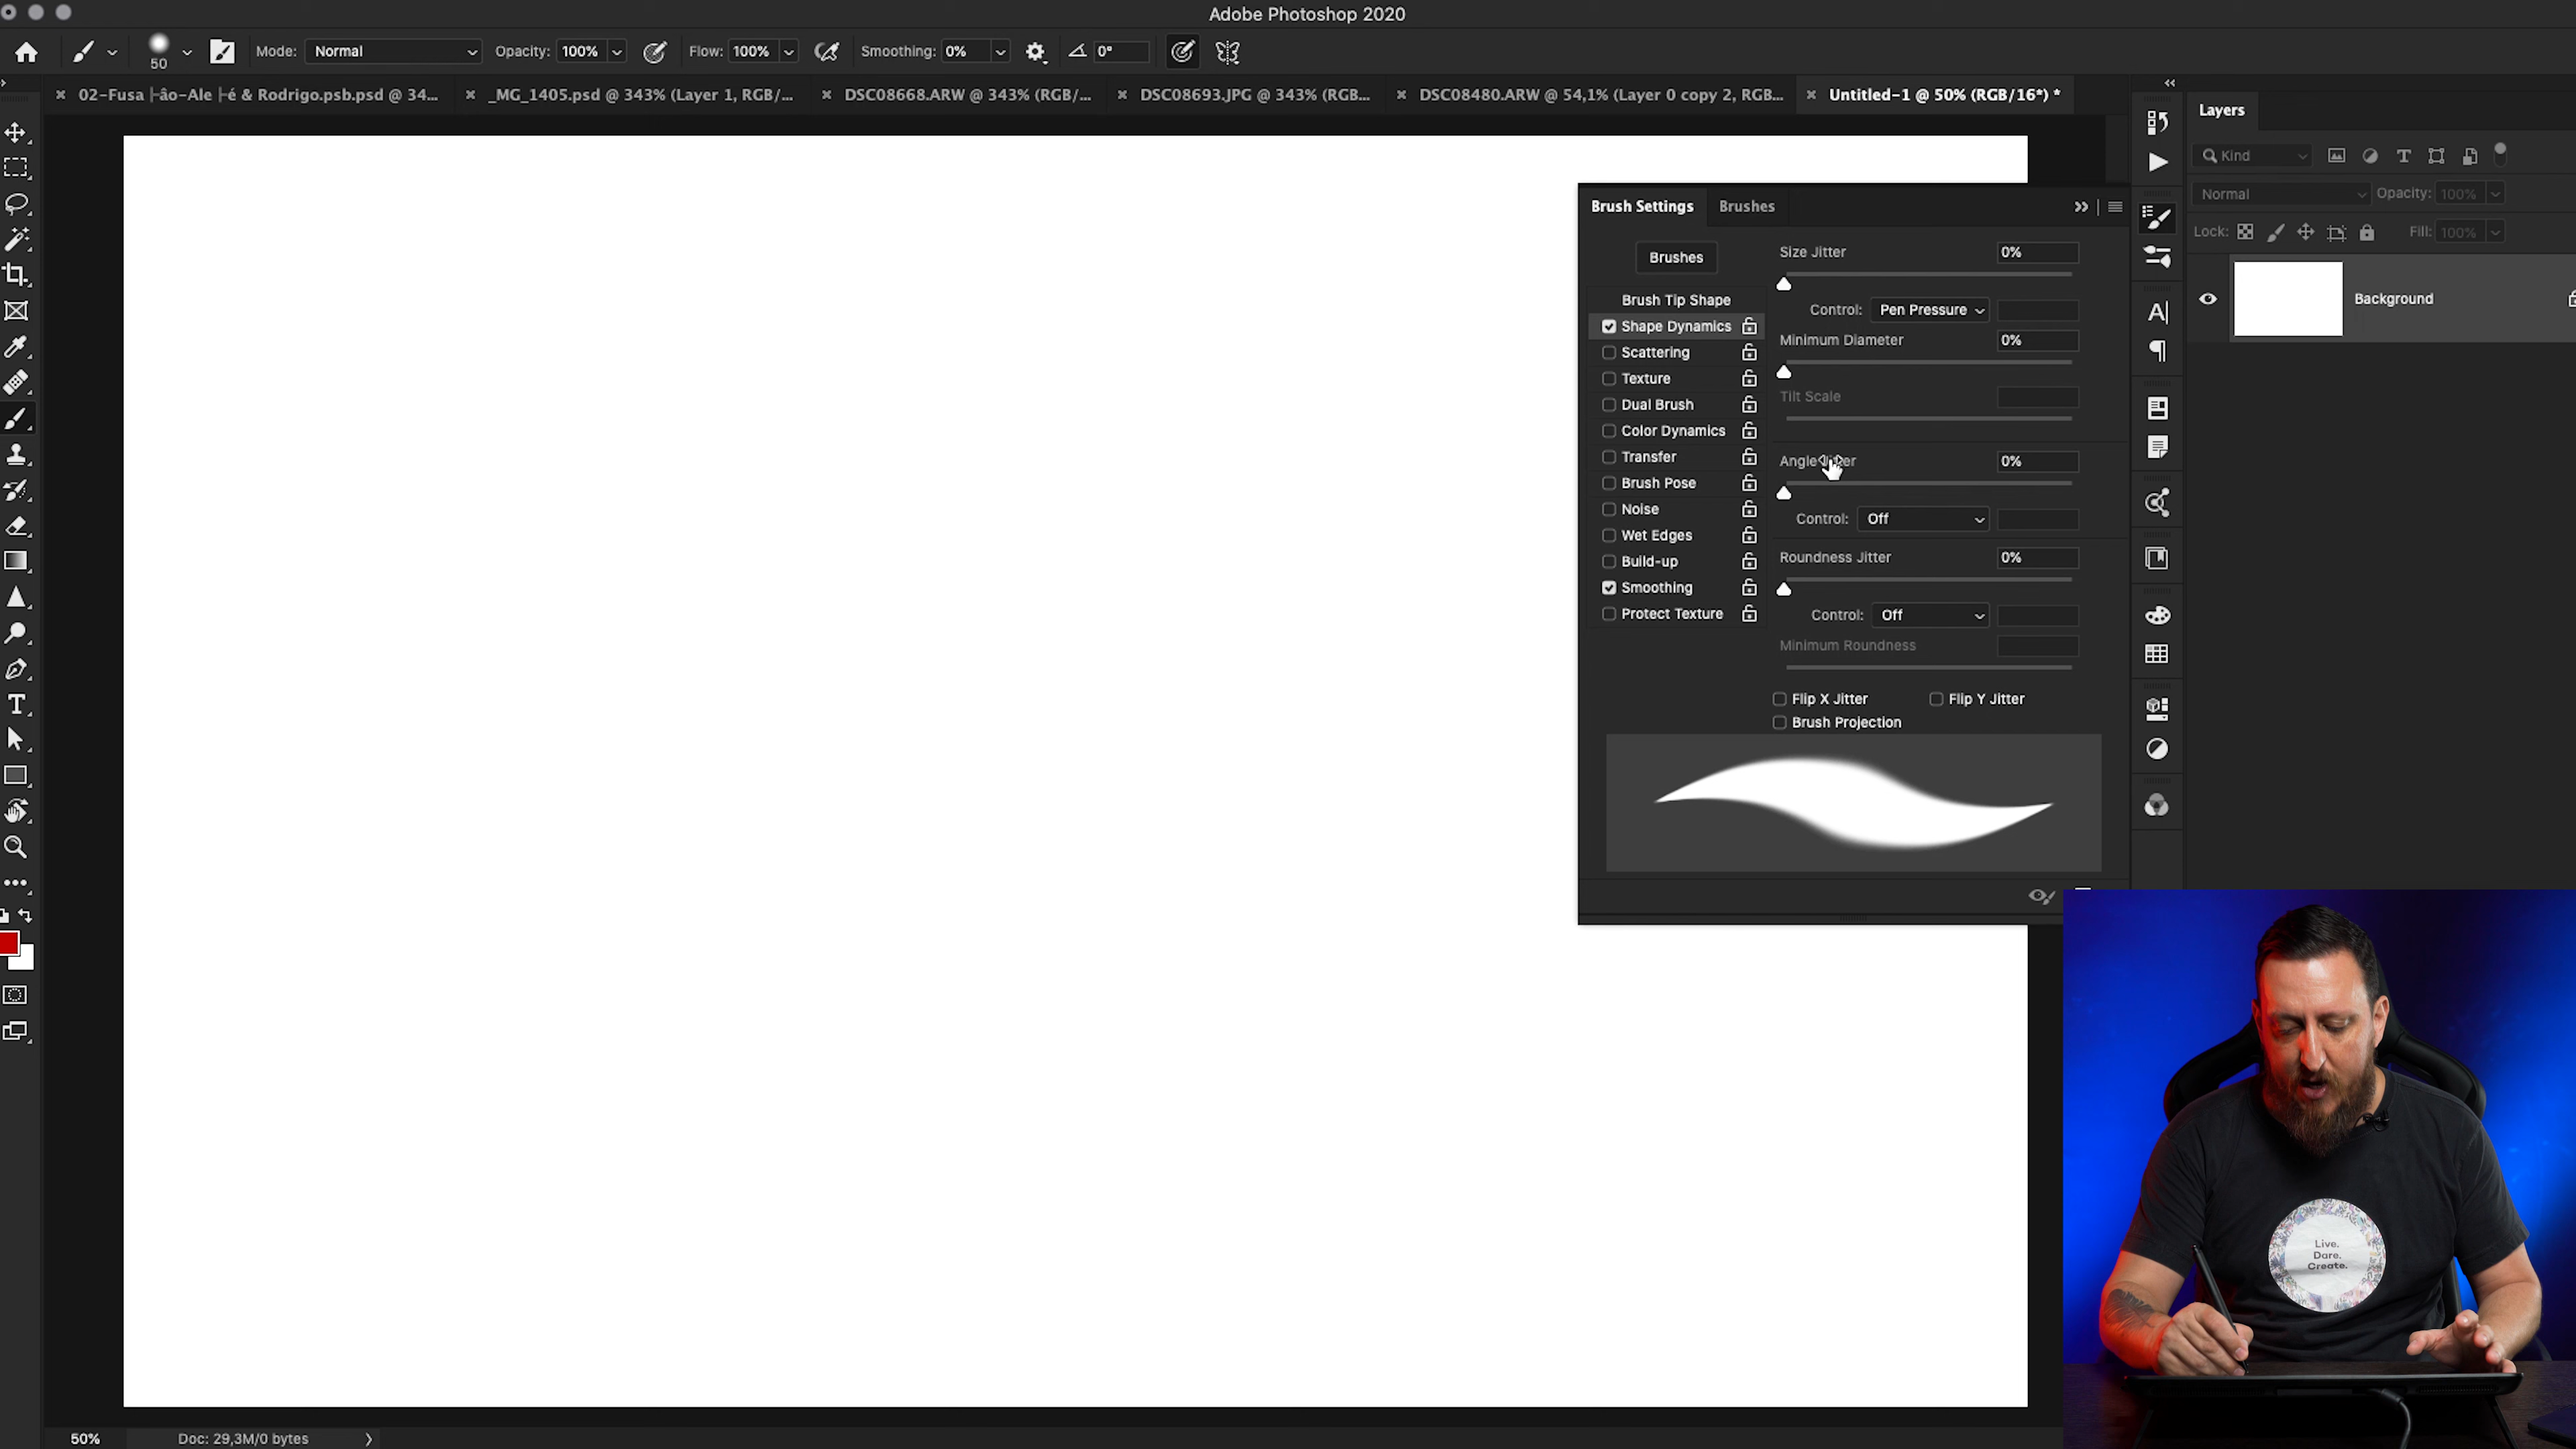 Adobe Photoshop 2020
50 Mode: Normal Opacity: 100% Flow: 100% Smoothing: 0% 0°
02-Fusa ├âo-Ale ├é & Rodrigo.psb.psd @ 34... _MG_1405.psd @ 343% (Layer 1, RGB/... DSC08668.ARW @ 343% (RGB/... DSC08693.JPG @ 343% (RGB... DSC08480.ARW @ 54,1% (Layer 0 copy 2, RGB... Untitled-1 @ 50% (RGB/16*) *
Brush Settings Brushes
Brushes
Brush Tip Shape
Shape Dynamics
Scattering
Texture
Dual Brush
Color Dynamics
Transfer
Brush Pose
Noise
Wet Edges
Build-up
Smoothing
Protect Texture
Size Jitter 0%
Control: Pen Pressure
Minimum Diameter 0%
Tilt Scale
Angle Jitter 0%
Control: Off
Roundness Jitter 0%
Control: Off
Minimum Roundness
Flip X Jitter Flip Y Jitter
Brush Projection
Layers
Kind
Normal Opacity: 100%
Lock: Fill: 100%
Background
Live.
Dare.
Create.
50% Doc: 29,3M/0 bytes